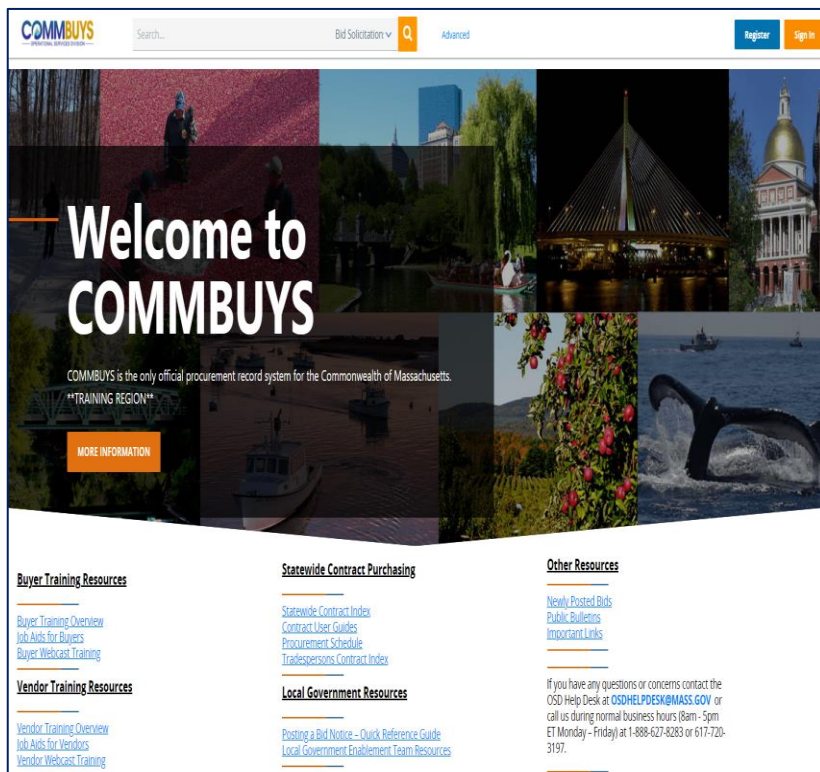 COMMBUYS
OPERATIONAL SERVICES DIVISION
Search...
Bid Solicitation
Advanced
Register
Sign In
Welcome to
COMMBUYS
COMMBUYS is the only official procurement record system for the Commonwealth of Massachusetts.
**TRAINING REGION**
MORE INFORMATION
Buyer Training Resources
Buyer Training Overview
Job Aids for Buyers
Buyer Webcast Training
Vendor Training Resources
Vendor Training Overview
Job Aids for Vendors
Vendor Webcast Training
Statewide Contract Purchasing
Statewide Contract Index
Contract User Guides
Procurement Schedule
Tradespersons Contract Index
Local Government Resources
Posting a Bid Notice – Quick Reference Guide
Local Government Enablement Team Resources
Other Resources
Newly Posted Bids
Public Bulletins
Important Links
If you have any questions or concerns contact the
OSD Help Desk at OSDHELPDESK@MASS.GOV or
call us during normal business hours (8am - 5pm
ET Monday – Friday) at 1-888-627-8283 or 617-720-
3197.